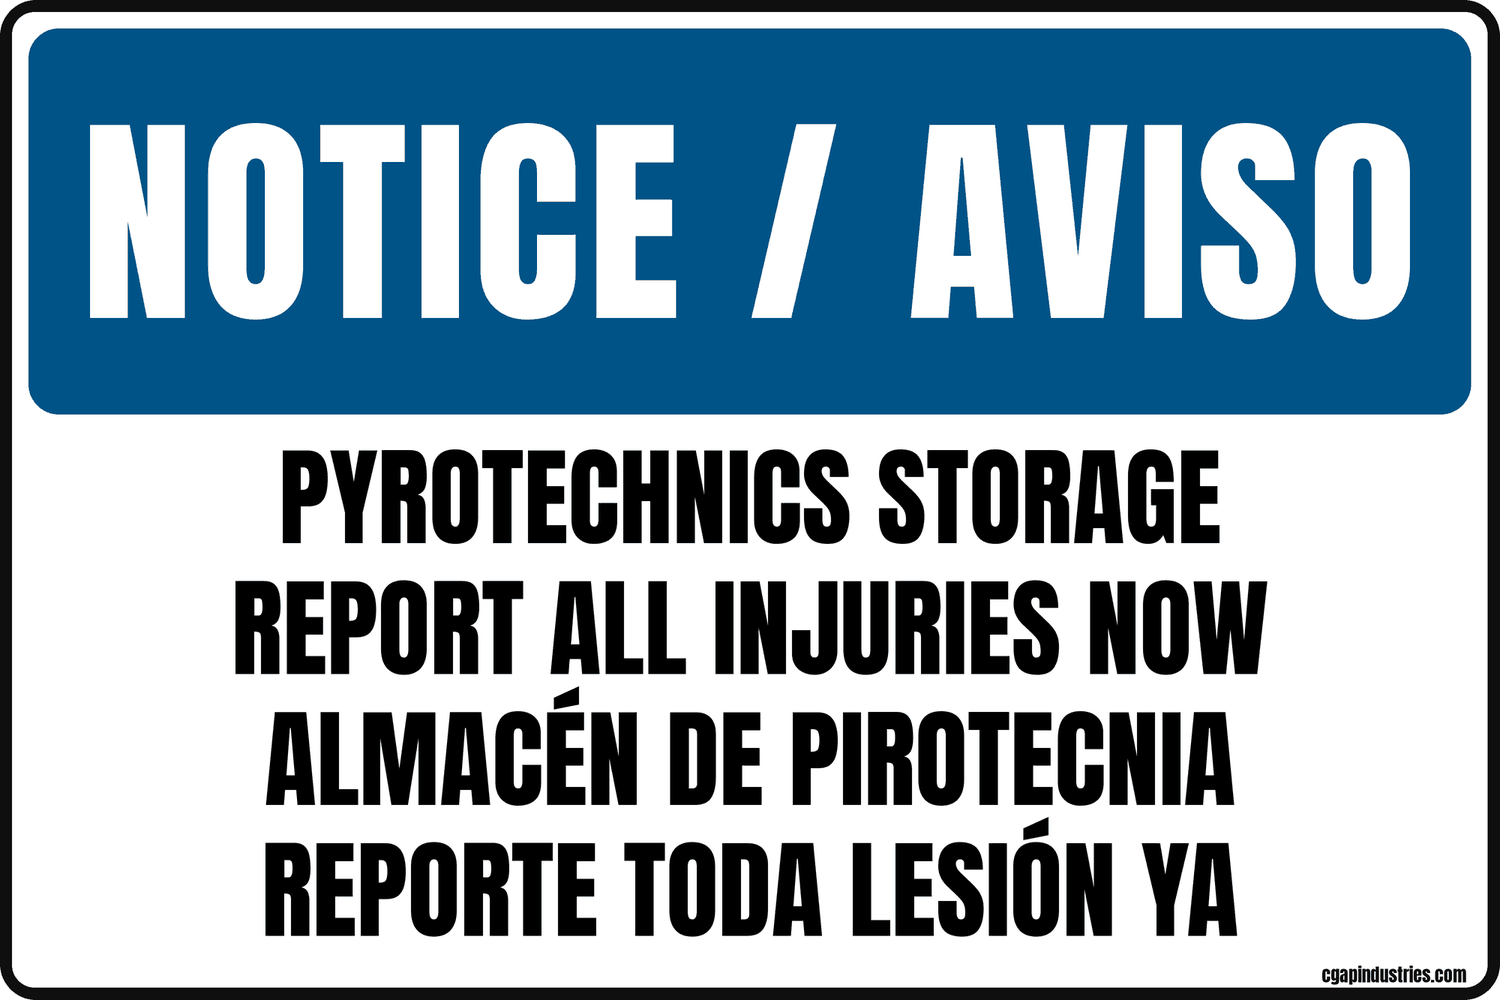 NOTICE / AVISO
PYROTECHNICS STORAGE
REPORT ALL INJURIES NOW
ALMACÉN DE PIROTECNIA
REPORTE TODA LESIÓN YA
cgapindustries.com